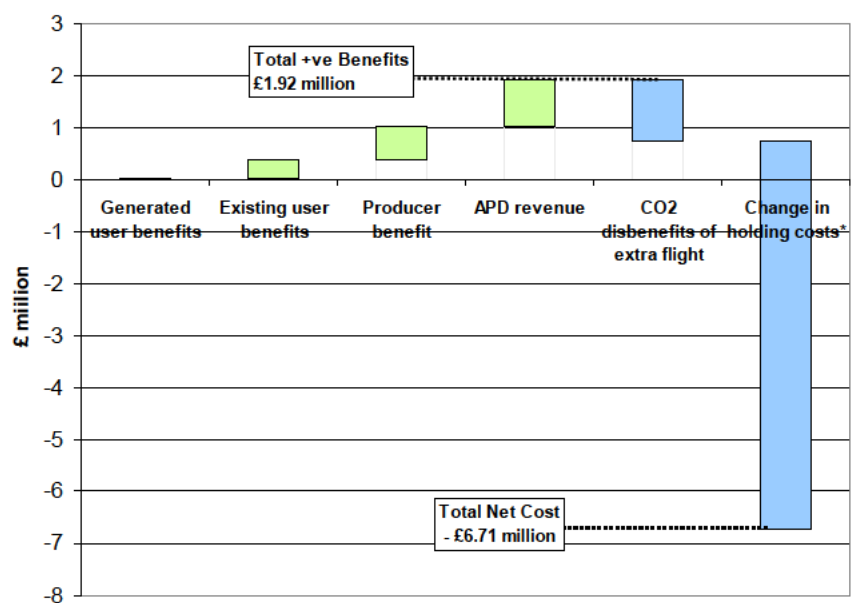 3
2
1
0
-1
-2
-3
-4
-5
-6
-7
-8
£ miilion
Total +ve Benefits
£1.92 million
Generated
user benefits
Existing user
benefits
Producer
benefit
APD revenue
CO2
disbenefits of
extra flight
Change in
holding costs*
Total Net Cost
- £6.71 million